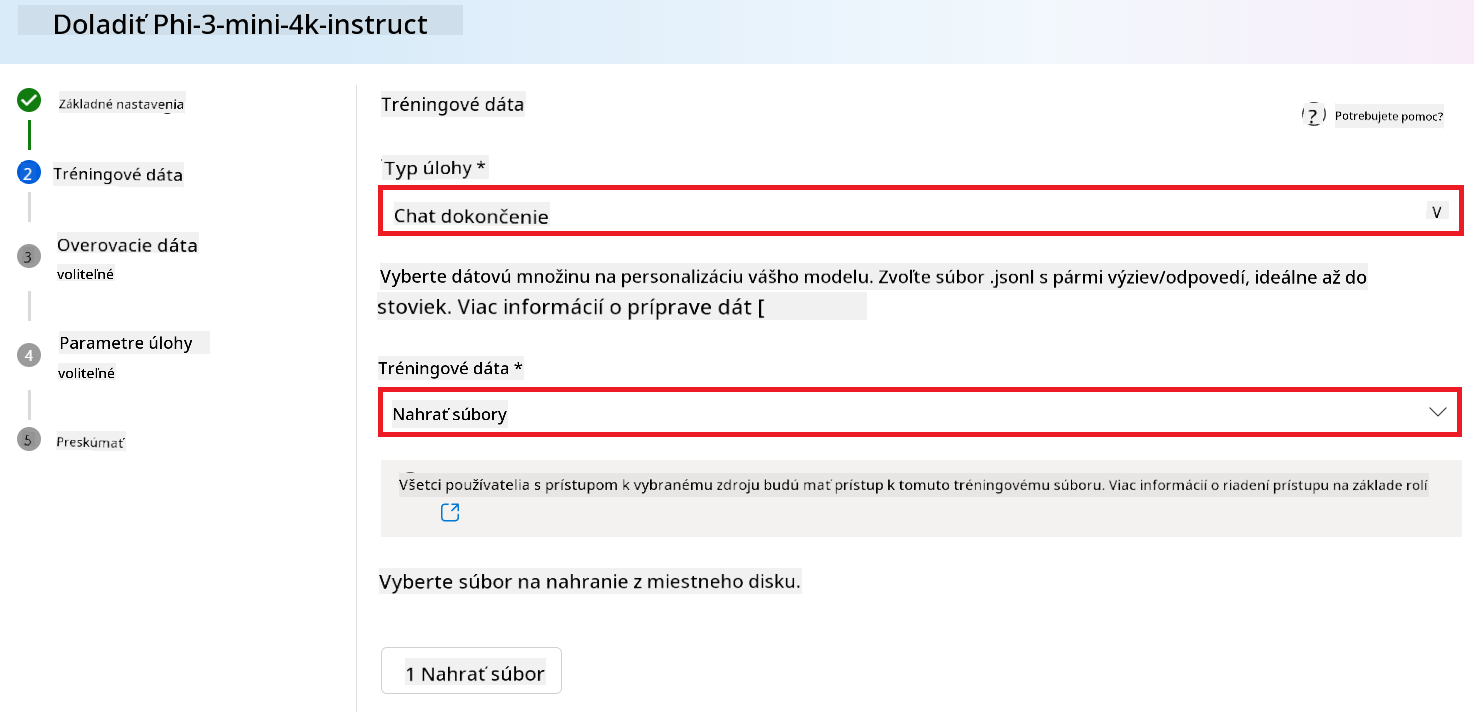 Doladiť Phi-3-mini-4k-instruct
Základné nastavenia
2
Tréningové dáta
3
Overovacie dáta
voliteľné
4
Parametre úlohy
voliteľné
5
Preskúmať
Tréningové dáta
? Potrebujete pomoc?
Typ úlohy *
Chat dokončenie V
Vyberte dátovú množinu na personalizáciu vášho modelu. Zvoľte súbor .jsonl s pármi výziev/odpovedí, ideálne až do
stoviek. Viac informácií o príprave dát [
Tréningové dáta *
Nahrať súbory
Všetci používatelia s prístupom k vybranému zdroju budú mať prístup k tomuto tréningovému súboru. Viac informácií o riadení prístupu na základe rolí
Vyberte súbor na nahranie z miestneho disku.
1 Nahrať súbor